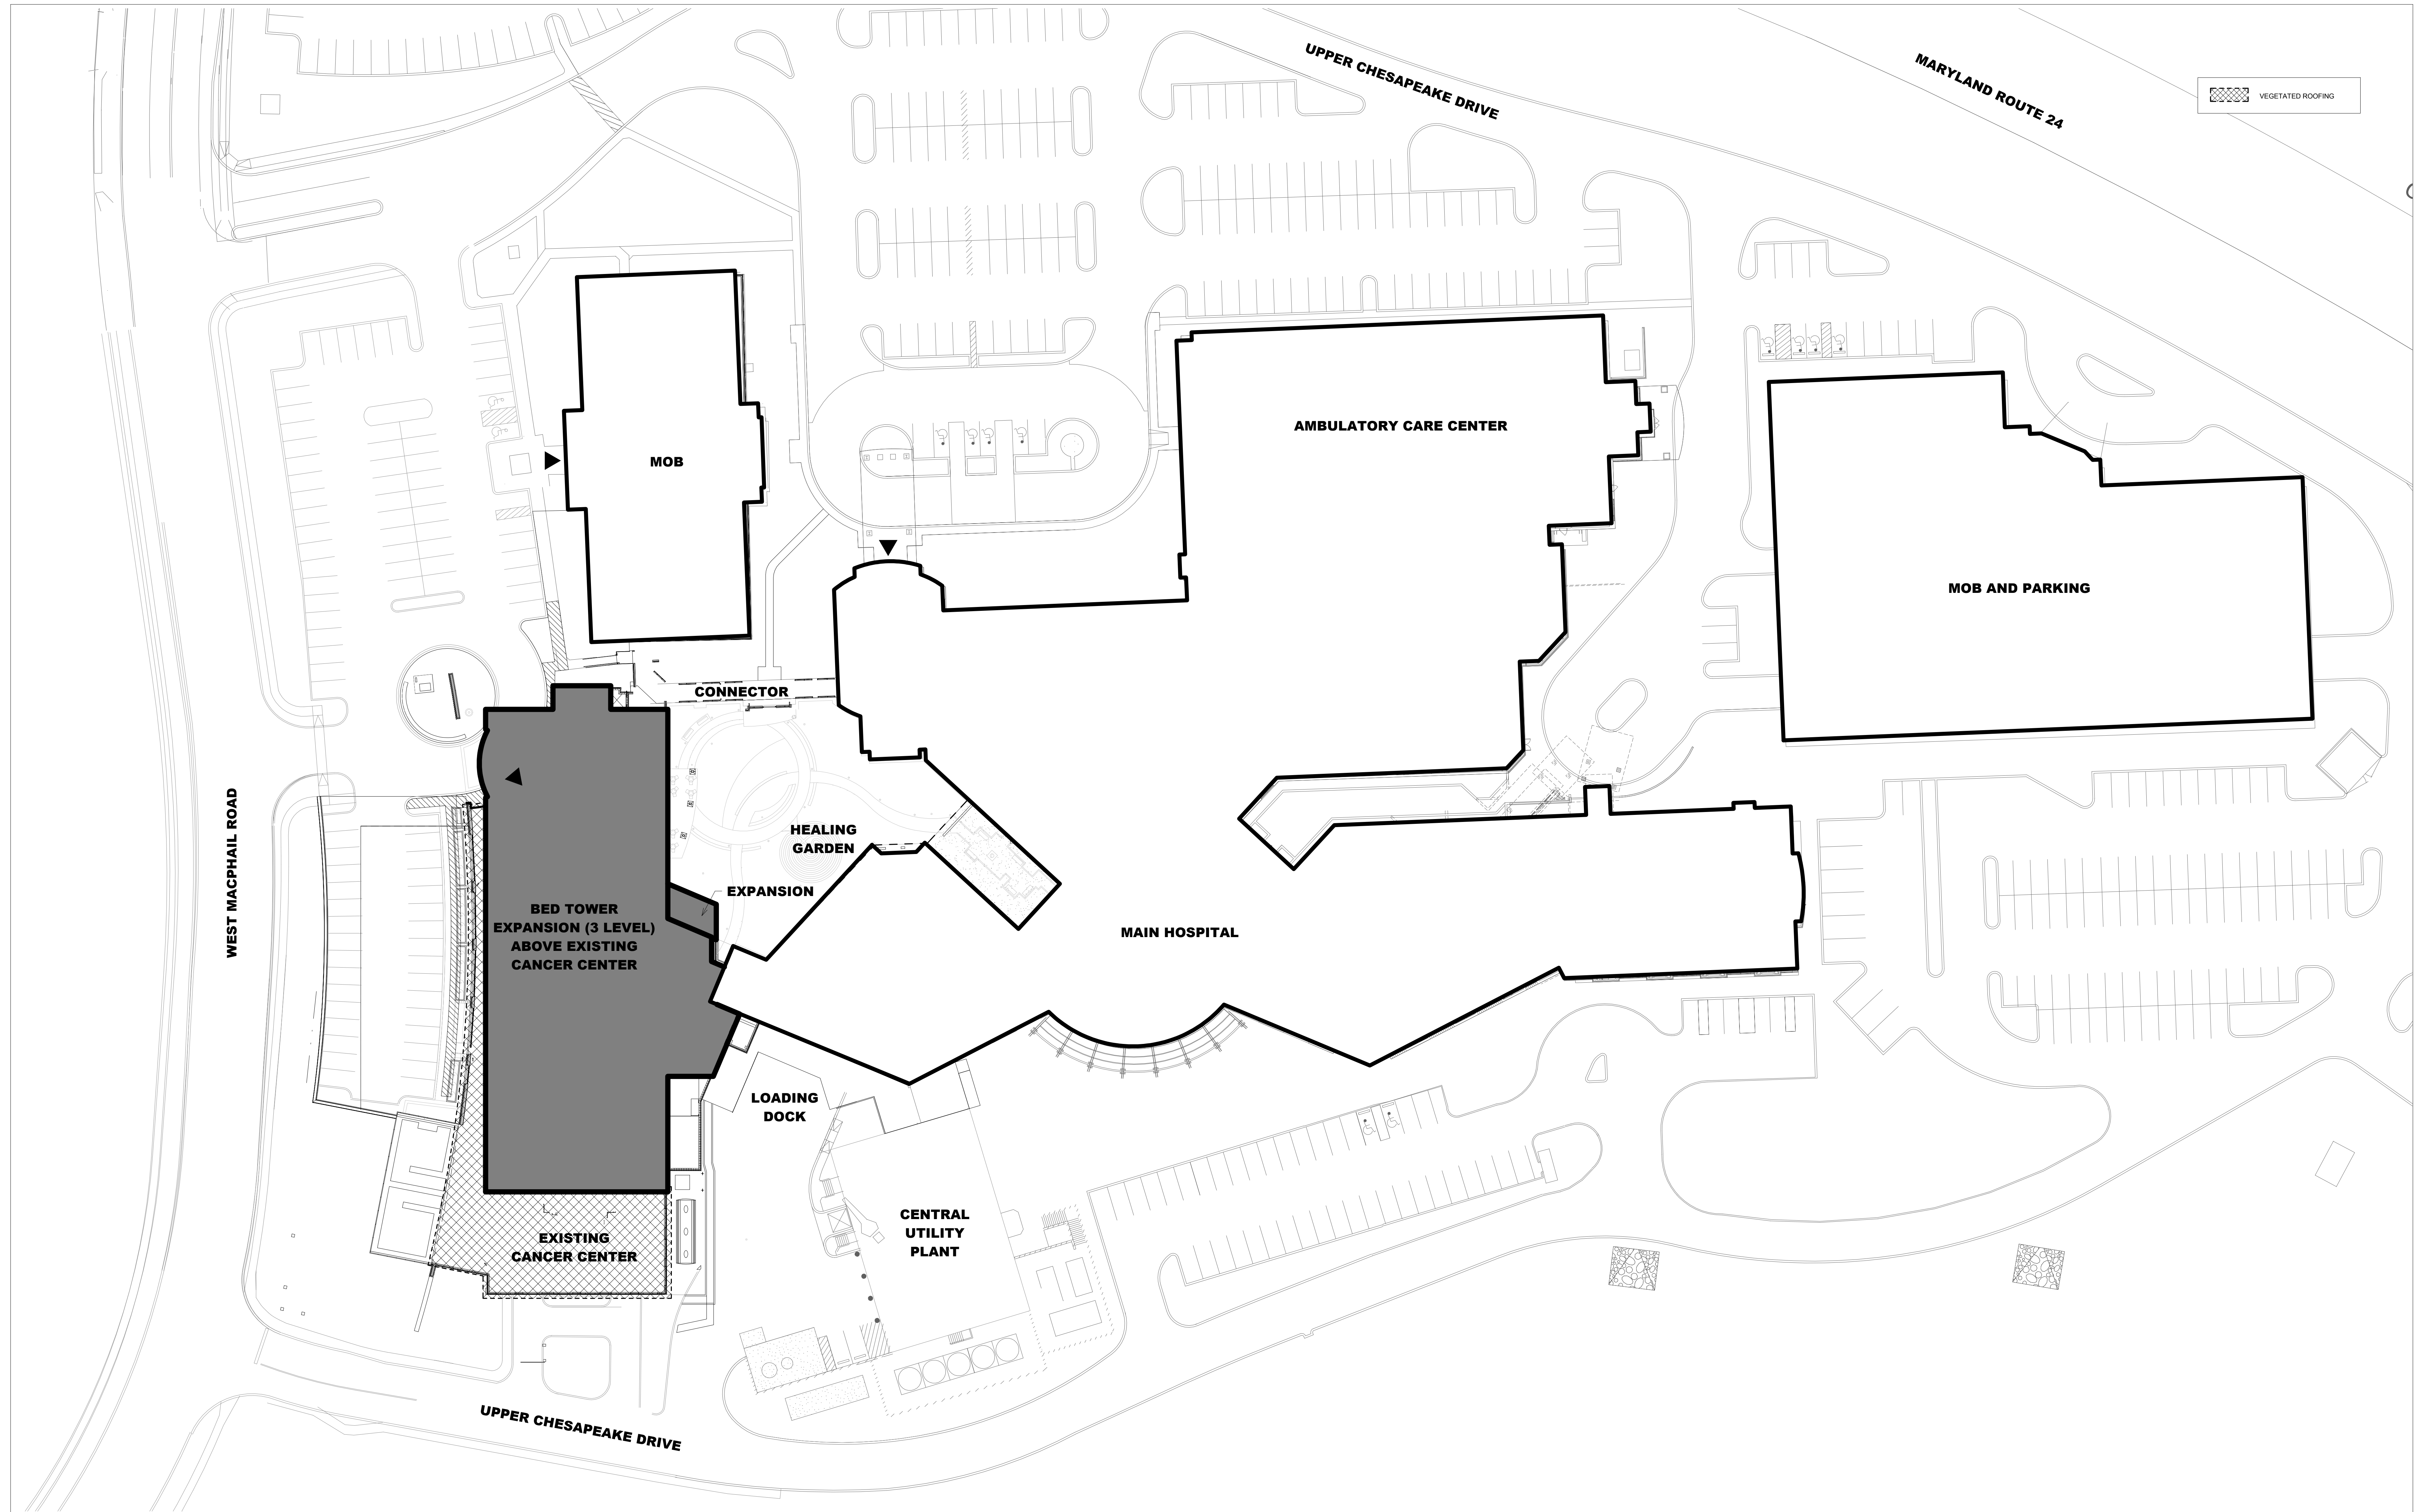 UPPER CHESAPEAKE DRIVE
MARYLAND ROUTE 24
VEGETATED ROOFING
AMBULATORY CARE CENTER
MOB
MOB AND PARKING
CONNECTOR
WEST MACPHAIL ROAD
HEALING
GARDEN
EXPANSION
BED TOWER
EXPANSION (3 LEVEL)
ABOVE EXISTING
CANCER CENTER
MAIN HOSPITAL
LOADING
DOCK
CENTRAL
UTILITY
PLANT
EXISTING
CANCER CENTER
UPPER CHESAPEAKE DRIVE